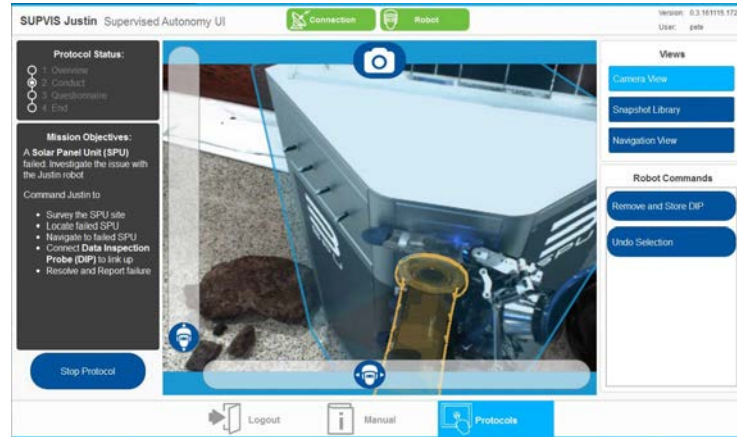 SUPVIS Justin Supervised Autonomy UI
Connection
Robot
Version: 0.3.161115.172
User: pete
Protocol Status:
1. Overview
2. Conduct
3. Questionnaire
4. End
Mission Objectives:
A Solar Panel Unit (SPU)
failed. Investigate the issue with
the Justin robot
Command Justin to
Survey the SPU site
Locate failed SPU
Navigate to failed SPU
Connect Data Inspection
Probe (DIP) to link up
Resolve and Report failure
Stop Protocol
SPU
Views
Camera View
Snapshot Library
Navigation View
Robot Commands
Remove and Store DIP
Undo Selection
Logout
Manual
Protocols